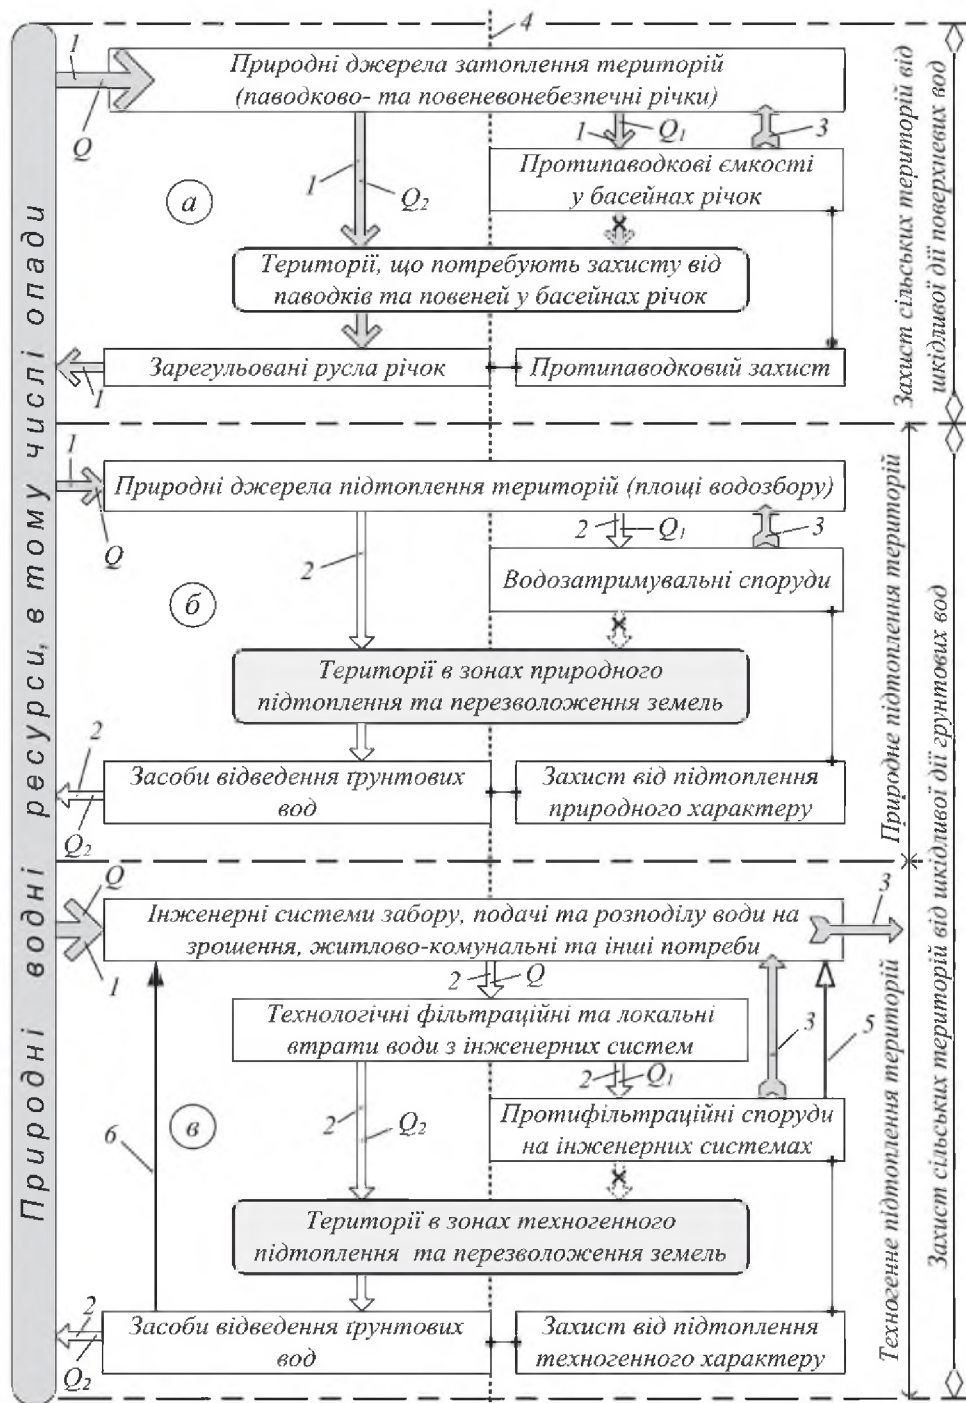 Природні водні ресурси, в тому числі опади
1
Q
4
Природні джерела затоплення територій
(паводково- та повеневонебезпечні річки)
1
Q2
1
Q1
3
Протипаводкові ємкості
у басейнах річок
а
Території, що потребують захисту від
паводків та повеней у басейнах річок
Зарегульовані русла річок
Протипаводковий захист
1
Захист сільських територій від
шкідливої дії поверхневих вод
1
Q
Природні джерела підтоплення територій (площі водозбору)
2
2
Q1
3
Водозатримувальні споруди
б
Території в зонах природного
підтоплення та перезволоження земель
2
Q2
Засоби відведення ґрунтових
вод
Захист від підтоплення
природного характеру
Природне підтоплення територій
Захист сільських територій від шкідливої дії ґрунтових вод
Q
1
Інженерні системи забору, подачі та розподілу води на
зрошення, житлово-комунальні та інші потреби
3
2
Q
Технологічні фільтраційні та локальні
втрати води з інженерних систем
3
5
2
Q1
2
Q2
Протифільтраційні споруди
на інженерних системах
6
в
Території в зонах техногенного
підтоплення та перезволоження земель
2
Q2
Засоби відведення ґрунтових
вод
Захист від підтоплення
техногенного характеру
Техногенне підтоплення територій